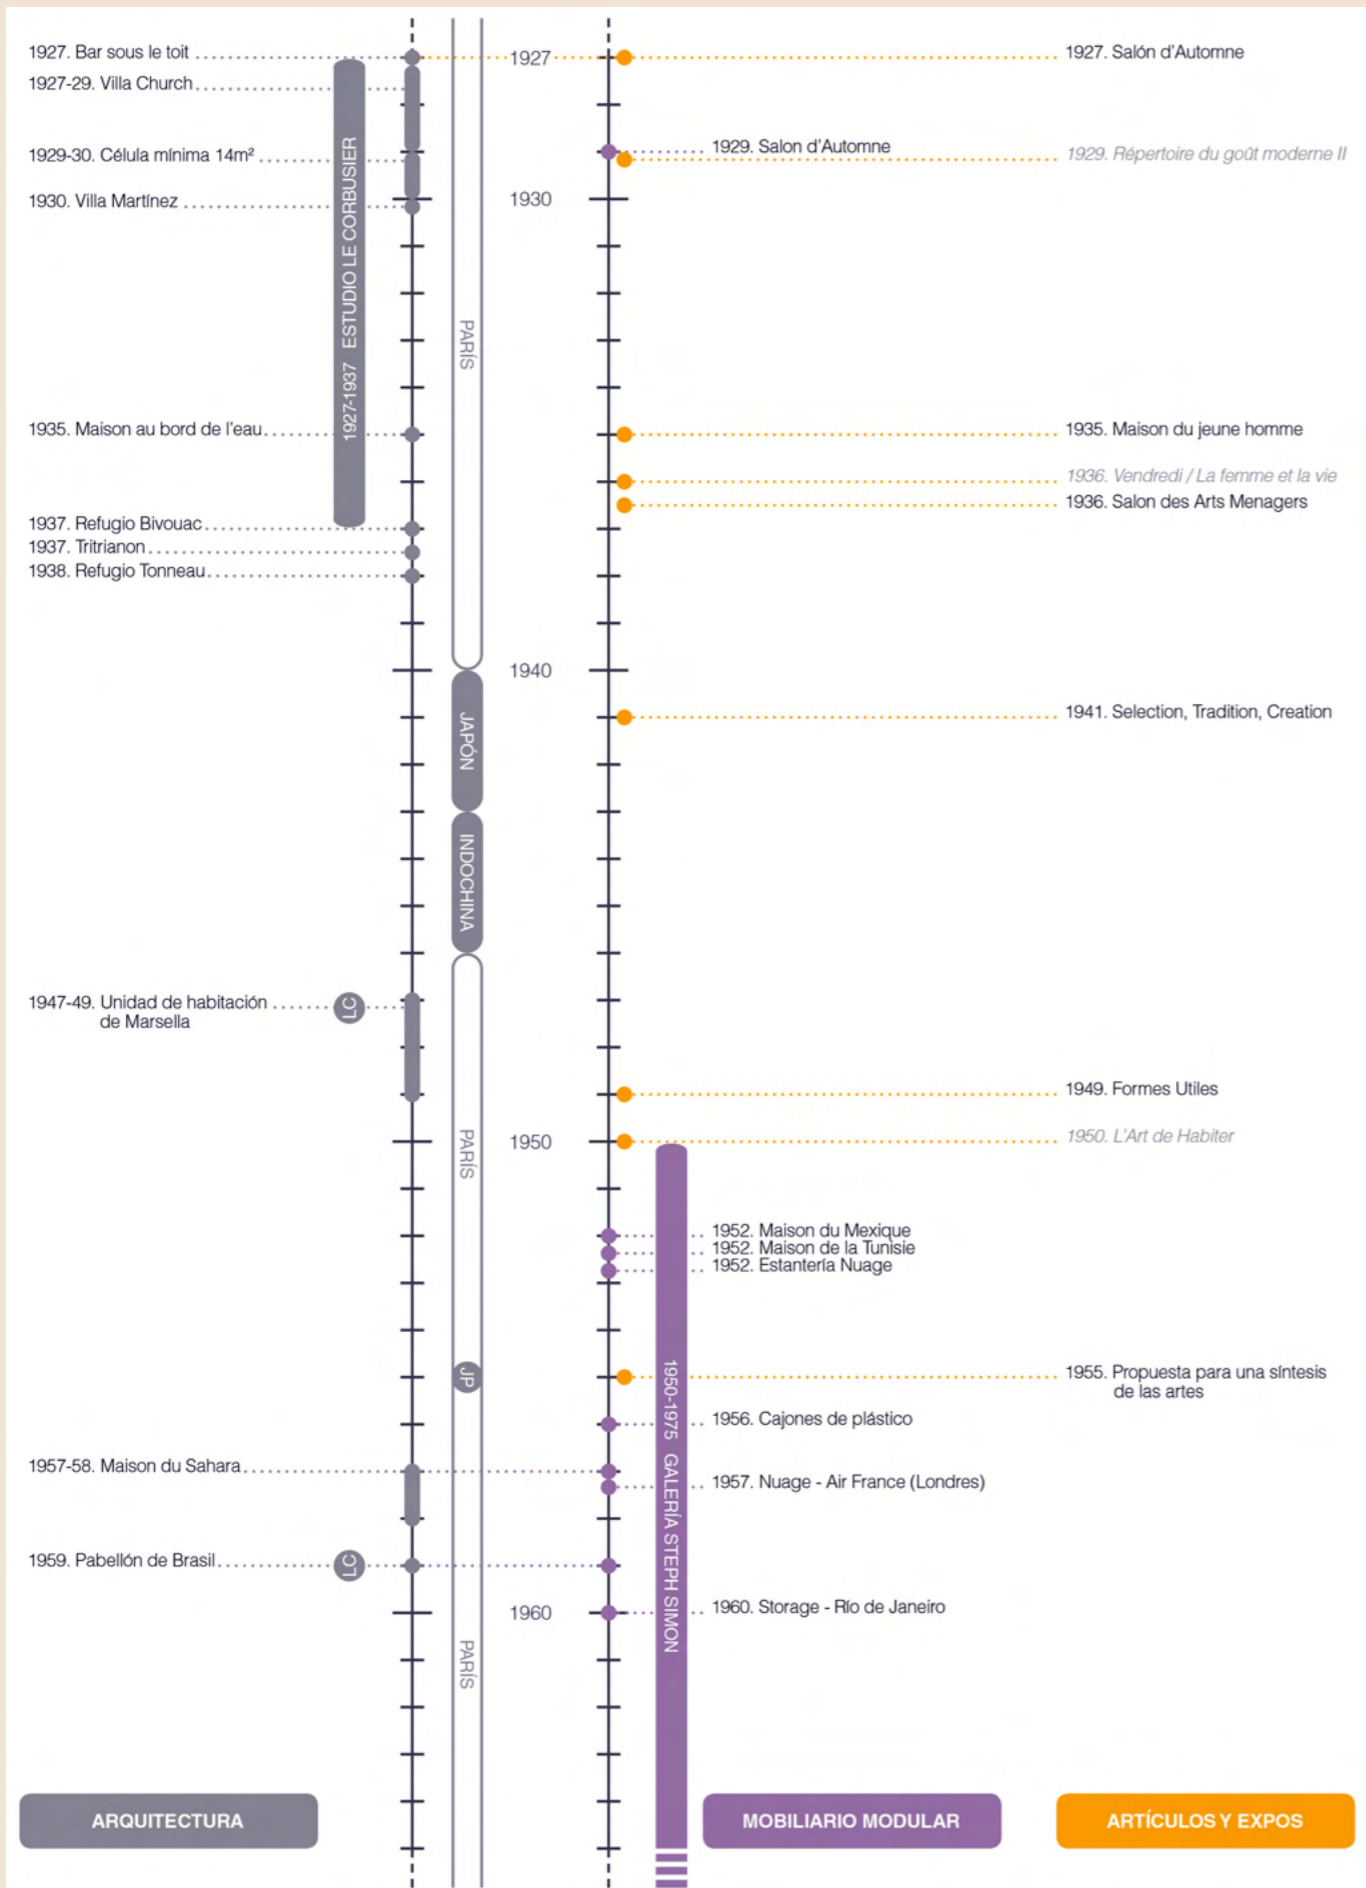 1927. Bar sous le toit
1927
1927. Salón d'Automne
1927-29. Villa Church
1929. Salon d'Automne
1929-30. Célula mínima 14m²
1929. Répertoire du goût moderne II
1930. Villa Martínez
1930
1927-1937 ESTUDIO LE CORBUSIER
PARÍS
1935. Maison au bord de l'eau
1935. Maison du jeune homme
1936. Vendredi / La femme et la vie
1936. Salon des Arts Menagers
1937. Refugio Bivouac
1937. Tritrianon
1938. Refugio Tonneau
1940
JAPÓN
1941. Selection, Tradition, Creation
INDOCHINA
1947-49. Unidad de habitación
de Marsella
LC
1949. Formes Utiles
1950
PARÍS
1950. L'Art de Habiter
1952. Maison du Mexique
1952. Maison de la Tunisie
1952. Estantería Nuage
JP
1955. Propuesta para una síntesis
de las artes
1950-1975 GALERÍA STEPH SIMON
1956. Cajones de plástico
1957-58. Maison du Sahara
1957. Nuage - Air France (Londres)
1959. Pabellón de Brasil
LC
1960
1960. Storage - Río de Janeiro
PARÍS
ARQUITECTURA
MOBILIARIO MODULAR
ARTÍCULOS Y EXPOS